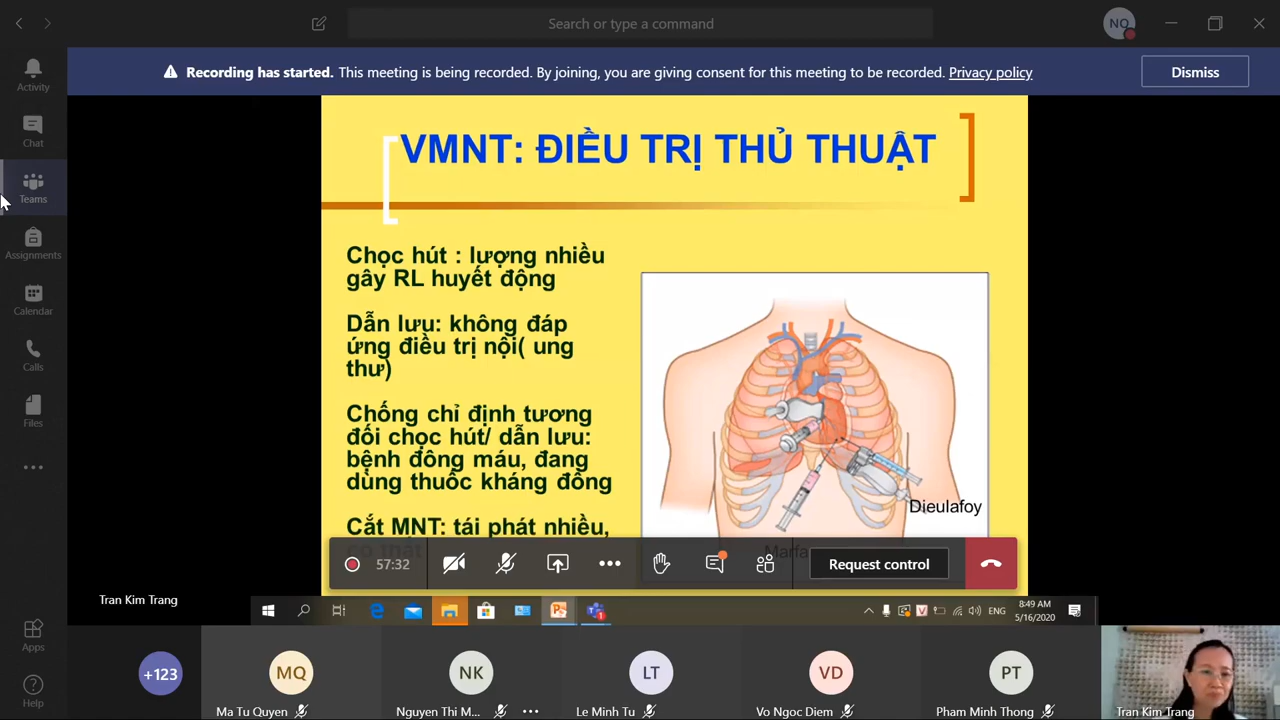 Search or type a command
NQ
Activity
Chat
Teams
Assignments
Calendar
Calls
Files
Apps
Help
Recording has started. This meeting is being recorded. By joining, you are giving consent for this meeting to be recorded. Privacy policy
Dismiss
VMNT: ĐIỀU TRỊ THỦ THUẬT
Chọc hút : lượng nhiều
gây RL huyết động
Dẫn lưu: không đáp
ứng điều trị nội( ung
thư)
Chống chỉ định tương
đối chọc hút/ dẫn lưu:
bệnh đông máu, đang
dùng thuốc kháng đông
Cắt MNT: tái phát nhiều,
Dieulafoy
57:32
Request control
Tran Kim Trang
ENG
8:49 AM
5/16/2020
+123
MQ
NK
LT
VD
PT
Ma Tu Quyen
Nguyen Thi M...
Le Minh Tu
Vo Ngoc Diem
Pham Minh Thong
Tran Kim Trang